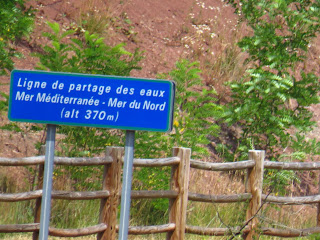 Ligne de partage des eaux
Mer Méditerranée - Mer du Nord
(alt 370m)